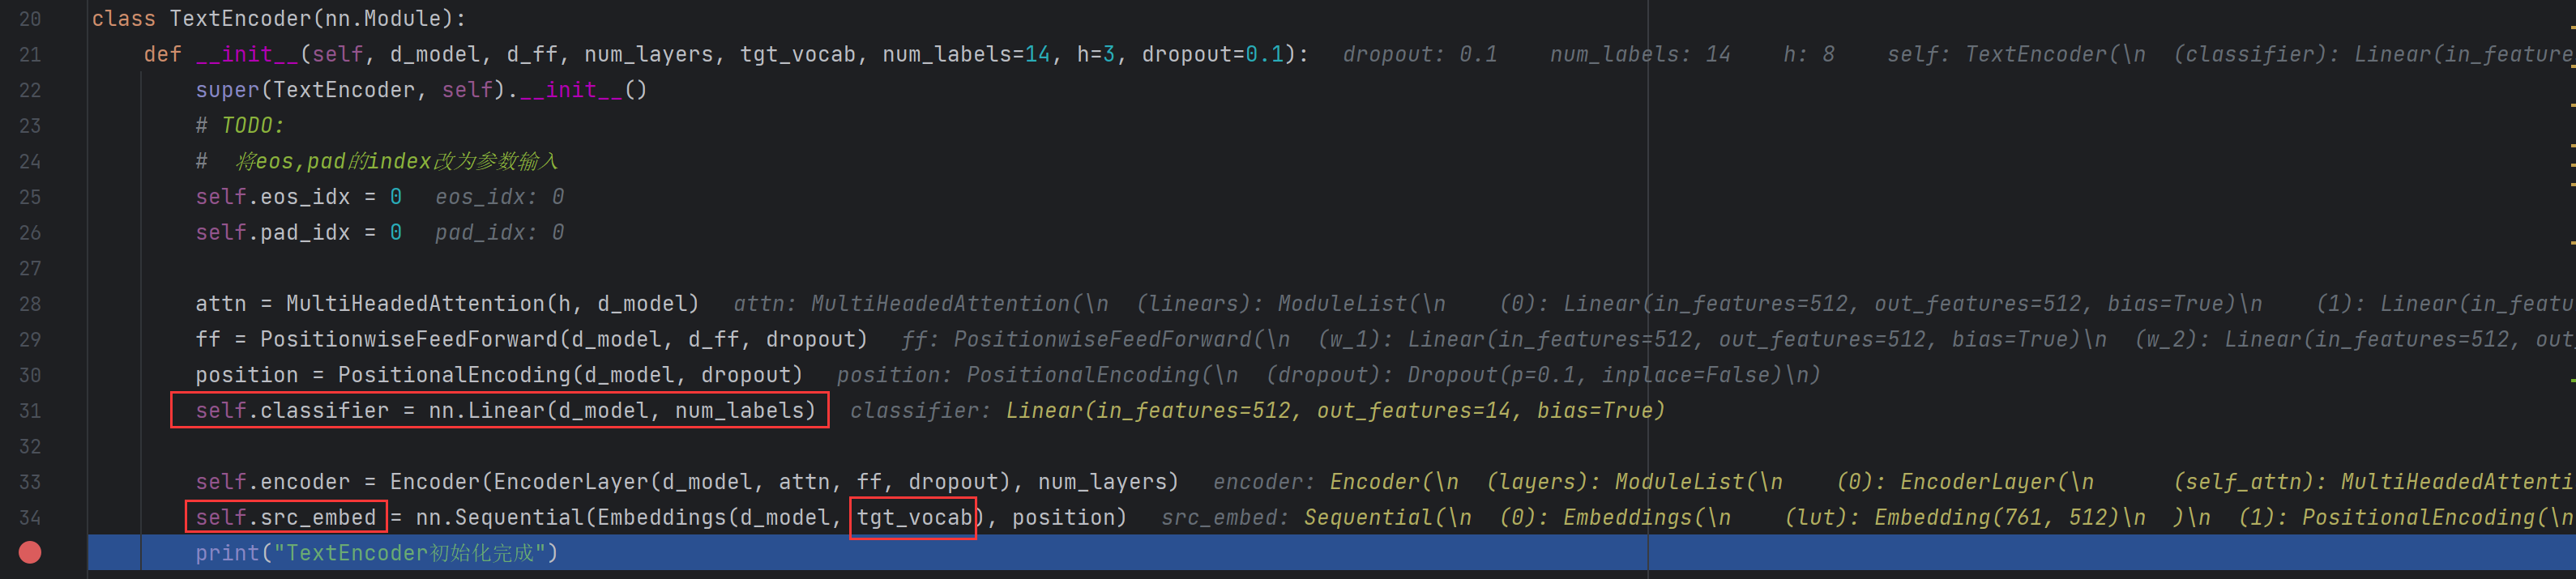 20 class TextEncoder(nn.Module):
21 def __init__(self, d_model, d_ff, num_layers, tgt_vocab, num_labels=14, h=3, dropout=0.1): dropout: 0.1 num_labels: 14 h: 8 self: TextEncoder(\n (classifier): Linear(in_feature
22 super(TextEncoder, self).__init__()
23 # TODO:
24 # 将eos,pad的index改为参数输入
25 self.eos_idx = 0 eos_idx: 0
26 self.pad_idx = 0 pad_idx: 0
27
28 attn = MultiHeadedAttention(h, d_model) attn: MultiHeadedAttention(\n (linears): ModuleList(\n (0): Linear(in_features=512, out_features=512, bias=True)\n (1): Linear(in_featu
29 ff = PositionwiseFeedForward(d_model, d_ff, dropout) ff: PositionwiseFeedForward(\n (w_1): Linear(in_features=512, out_features=512, bias=True)\n (w_2): Linear(in_features=512, out_
30 position = PositionalEncoding(d_model, dropout) position: PositionalEncoding(\n (dropout): Dropout(p=0.1, inplace=False)\n)
31 self.classifier = nn.Linear(d_model, num_labels) classifier: Linear(in_features=512, out_features=14, bias=True)
32
33 self.encoder = Encoder(EncoderLayer(d_model, attn, ff, dropout), num_layers) encoder: Encoder(\n (layers): ModuleList(\n (0): EncoderLayer(\n (self_attn): MultiHeadedAttenti
34 self.src_embed = nn.Sequential(Embeddings(d_model, tgt_vocab), position) src_embed: Sequential(\n (0): Embeddings(\n (lut): Embedding(761, 512)\n )\n (1): PositionalEncoding(\n
print("TextEncoder初始化完成")